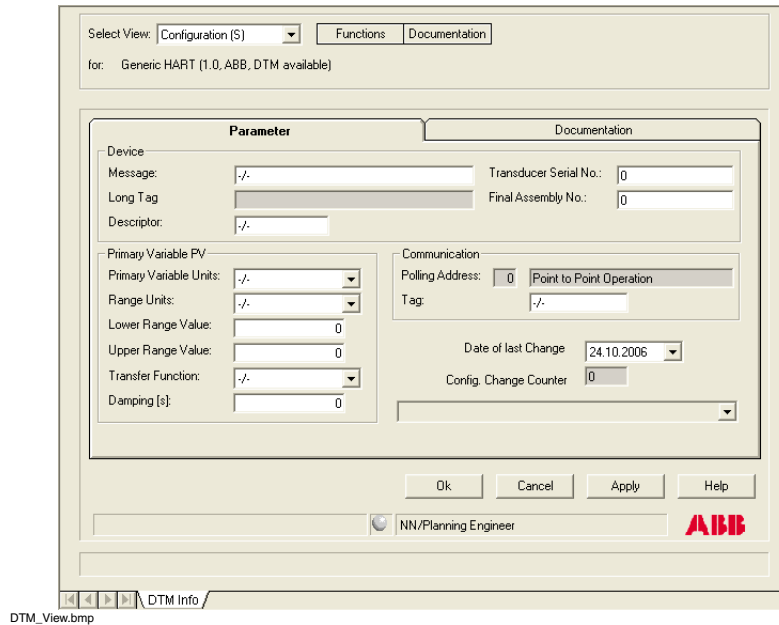 Select View: Configuration (S) Functions Documentation
for: Generic HART (1.0, ABB, DTM available)
Parameter Documentation
Device
Message: -/- Transducer Serial No.: 0
Long Tag Final Assembly No.: 0
Descriptor: -/-
Primary Variable PV Communication
Primary Variable Units: -/- Polling Address: 0 Point to Point Operation
Range Units: -/- Tag: -/-
Lower Range Value: 0
Upper Range Value: 0 Date of last Change 24.10.2006
Transfer Function: -/- Config. Change Counter 0
Damping [s]: 0
Ok Cancel Apply Help
NN/Planning Engineer ABB
DTM Info
DTM_View.bmp